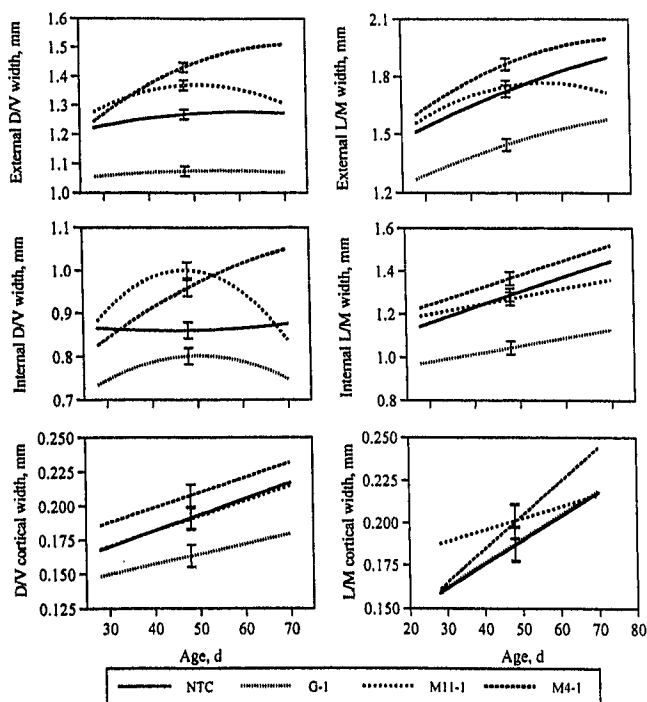 External D/V width, mm
1.6
1.5
1.4
1.3
1.2
1.1
1.0
External L/M width, mm
2.1
1.8
1.5
1.2
Internal D/V width, mm
1.1
1.0
0.9
0.8
0.7
Internal L/M width, mm
1.6
1.4
1.2
1.0
0.8
D/V cortical width, mm
0.250
0.225
0.200
0.175
0.150
0.125
30 40 50 60 70
Age, d
L/M cortical width, mm
0.250
0.225
0.200
0.175
0.150
20 30 40 50 60 70 80
Age, d
NTC G-1 M11-1 M4-1